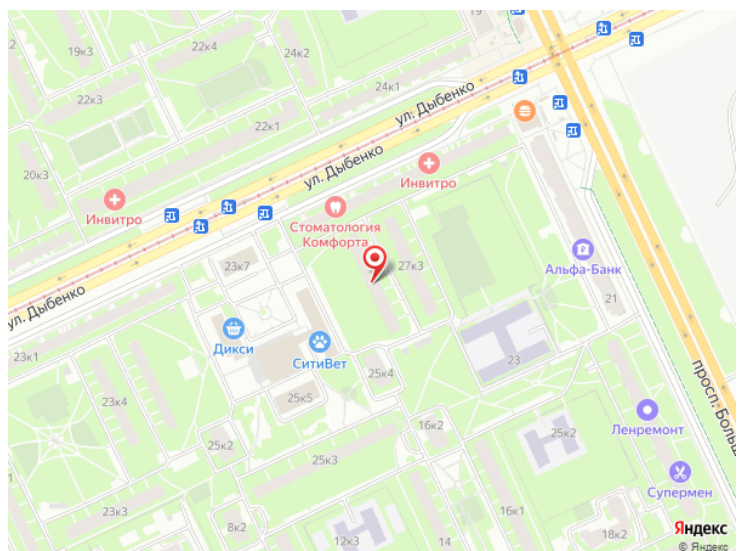 19
22к4
19к3
24к2
22к3
24к1
ул. Дыбенко
22к1
ул. Дыбенко
20к3
Инвитро
Инвитро
Стоматология
Комфорта
23к7
27к3
Альфа-Банк
21
ул. Дыбенко
Дикси
СитиВет
23к1
23
25к4
просп. Больш
23к4
25к5
16к2
25к2
25к2
Ленремонт
25к3
Супермен
23к3
8к2
12к3
14
16к1
18к2
Яндекс
© Яндекс